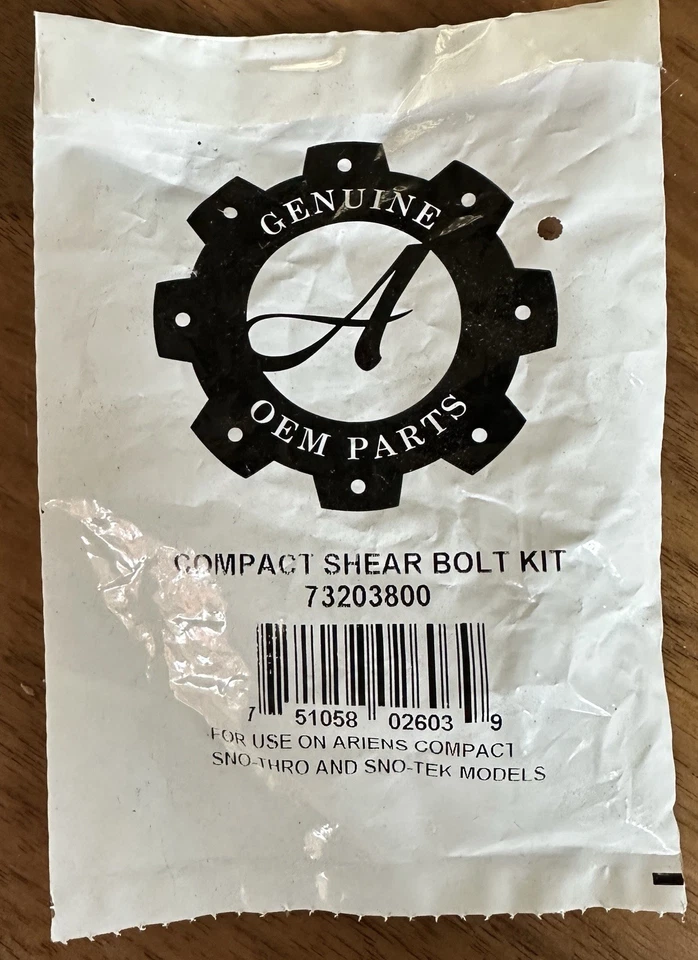 GENUINE
A
OEM PARTS
COMPACT SHEAR BOLT KIT
73203800
7 51058 02603 9
FOR USE ON ARIENS COMPACT
SNO-THRO AND SNO-TEK MODELS